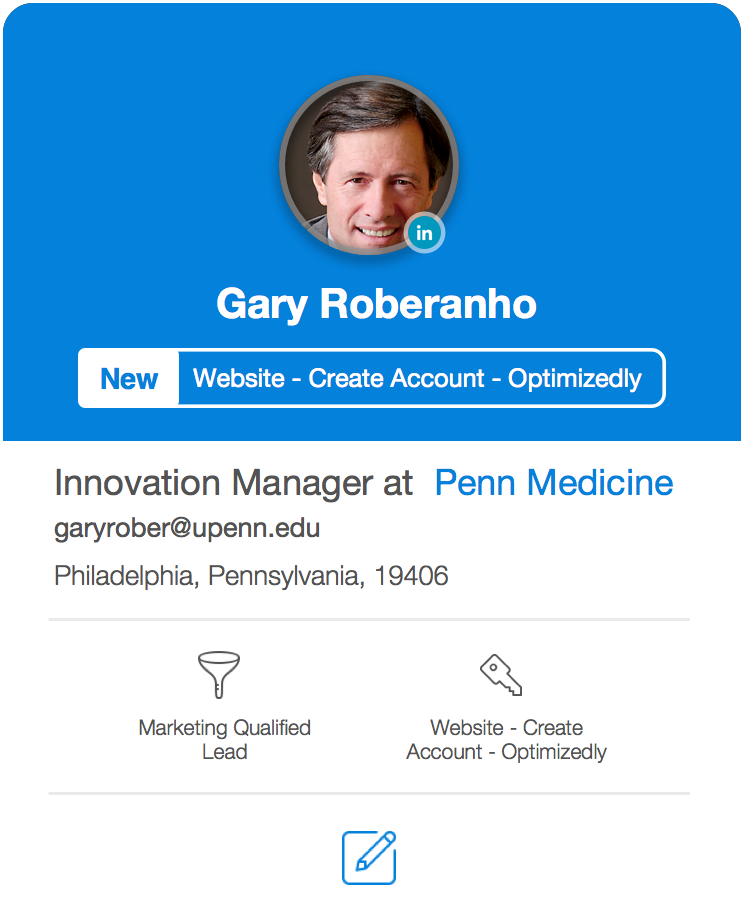 in
Gary Roberanho
New Website - Create Account - Optimizedly
Innovation Manager at Penn Medicine
garyrober@upenn.edu
Philadelphia, Pennsylvania, 19406
Marketing Qualified
Lead
Website - Create
Account - Optimizedly